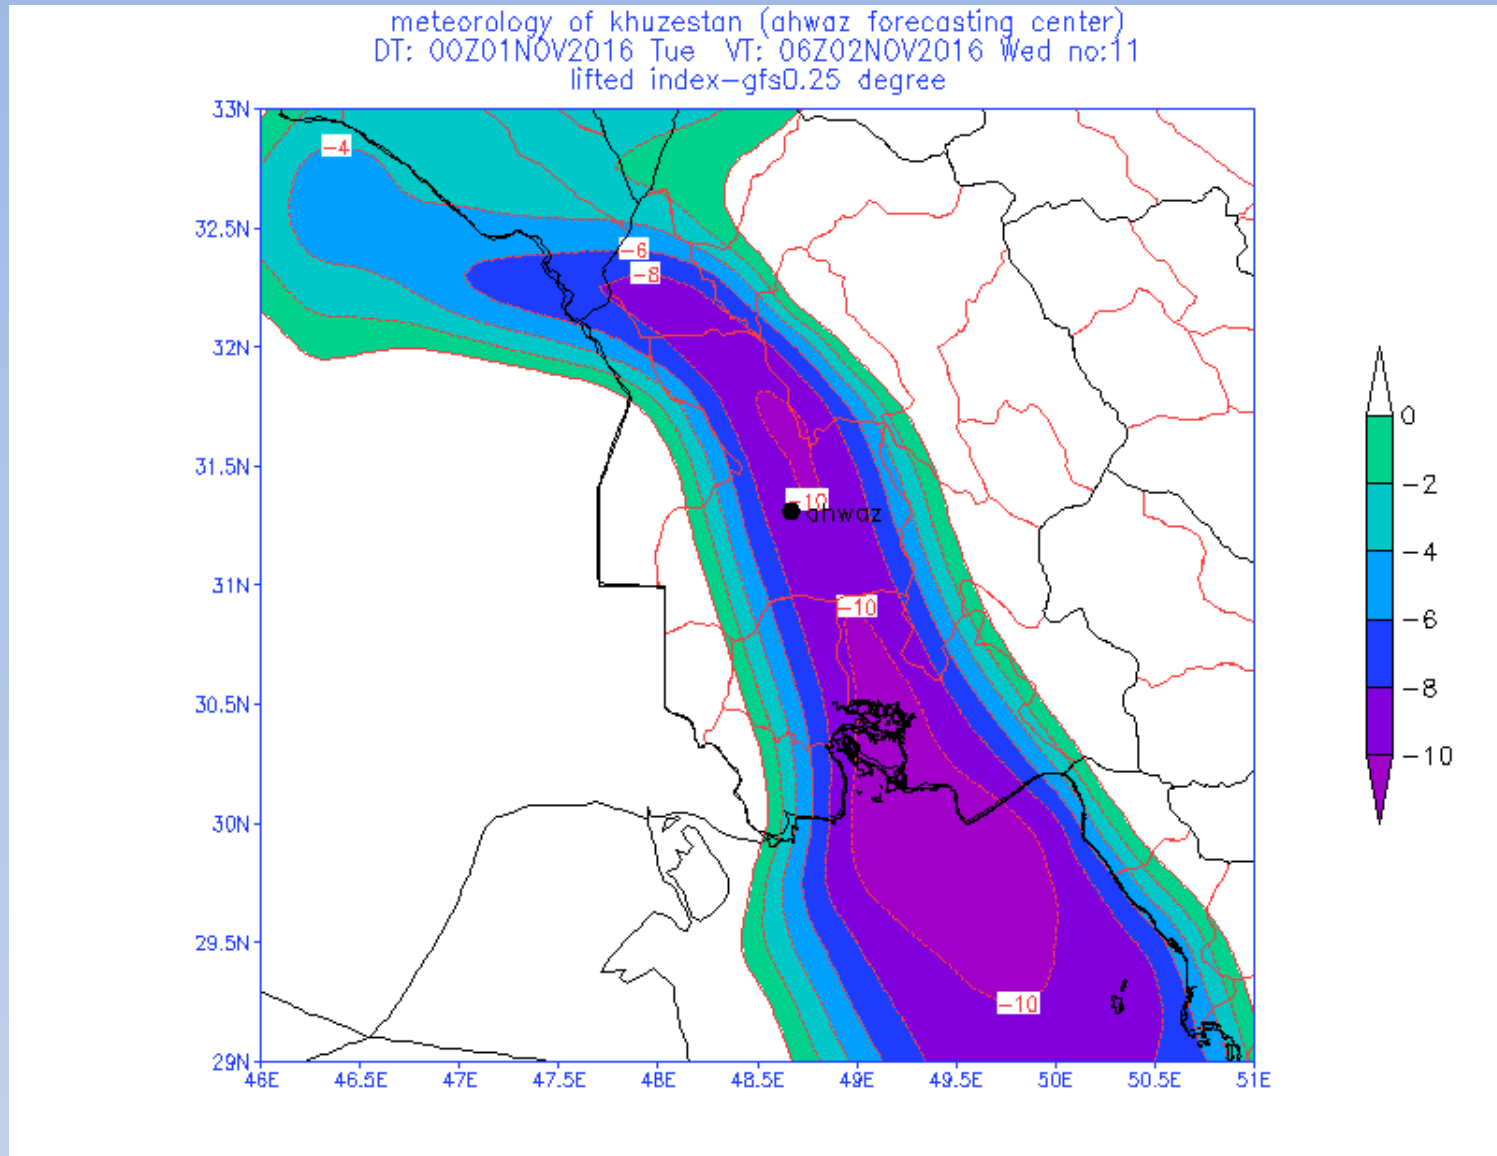 meteorology of khuzestan (ahwaz forecasting center)
DT: 00Z01NOV2016 Tue VT: 06Z02NOV2016 Wed no:11
lifted index-gfs0.25 degree
33N
-4
32.5N
-6
-8
32N
0
31.5N
-2
-10
ahwaz
-4
31N
-10
-6
30.5N
-8
-10
30N
29.5N
-10
29N
46E 46.5E 47E 47.5E 48E 48.5E 49E 49.5E 50E 50.5E 51E